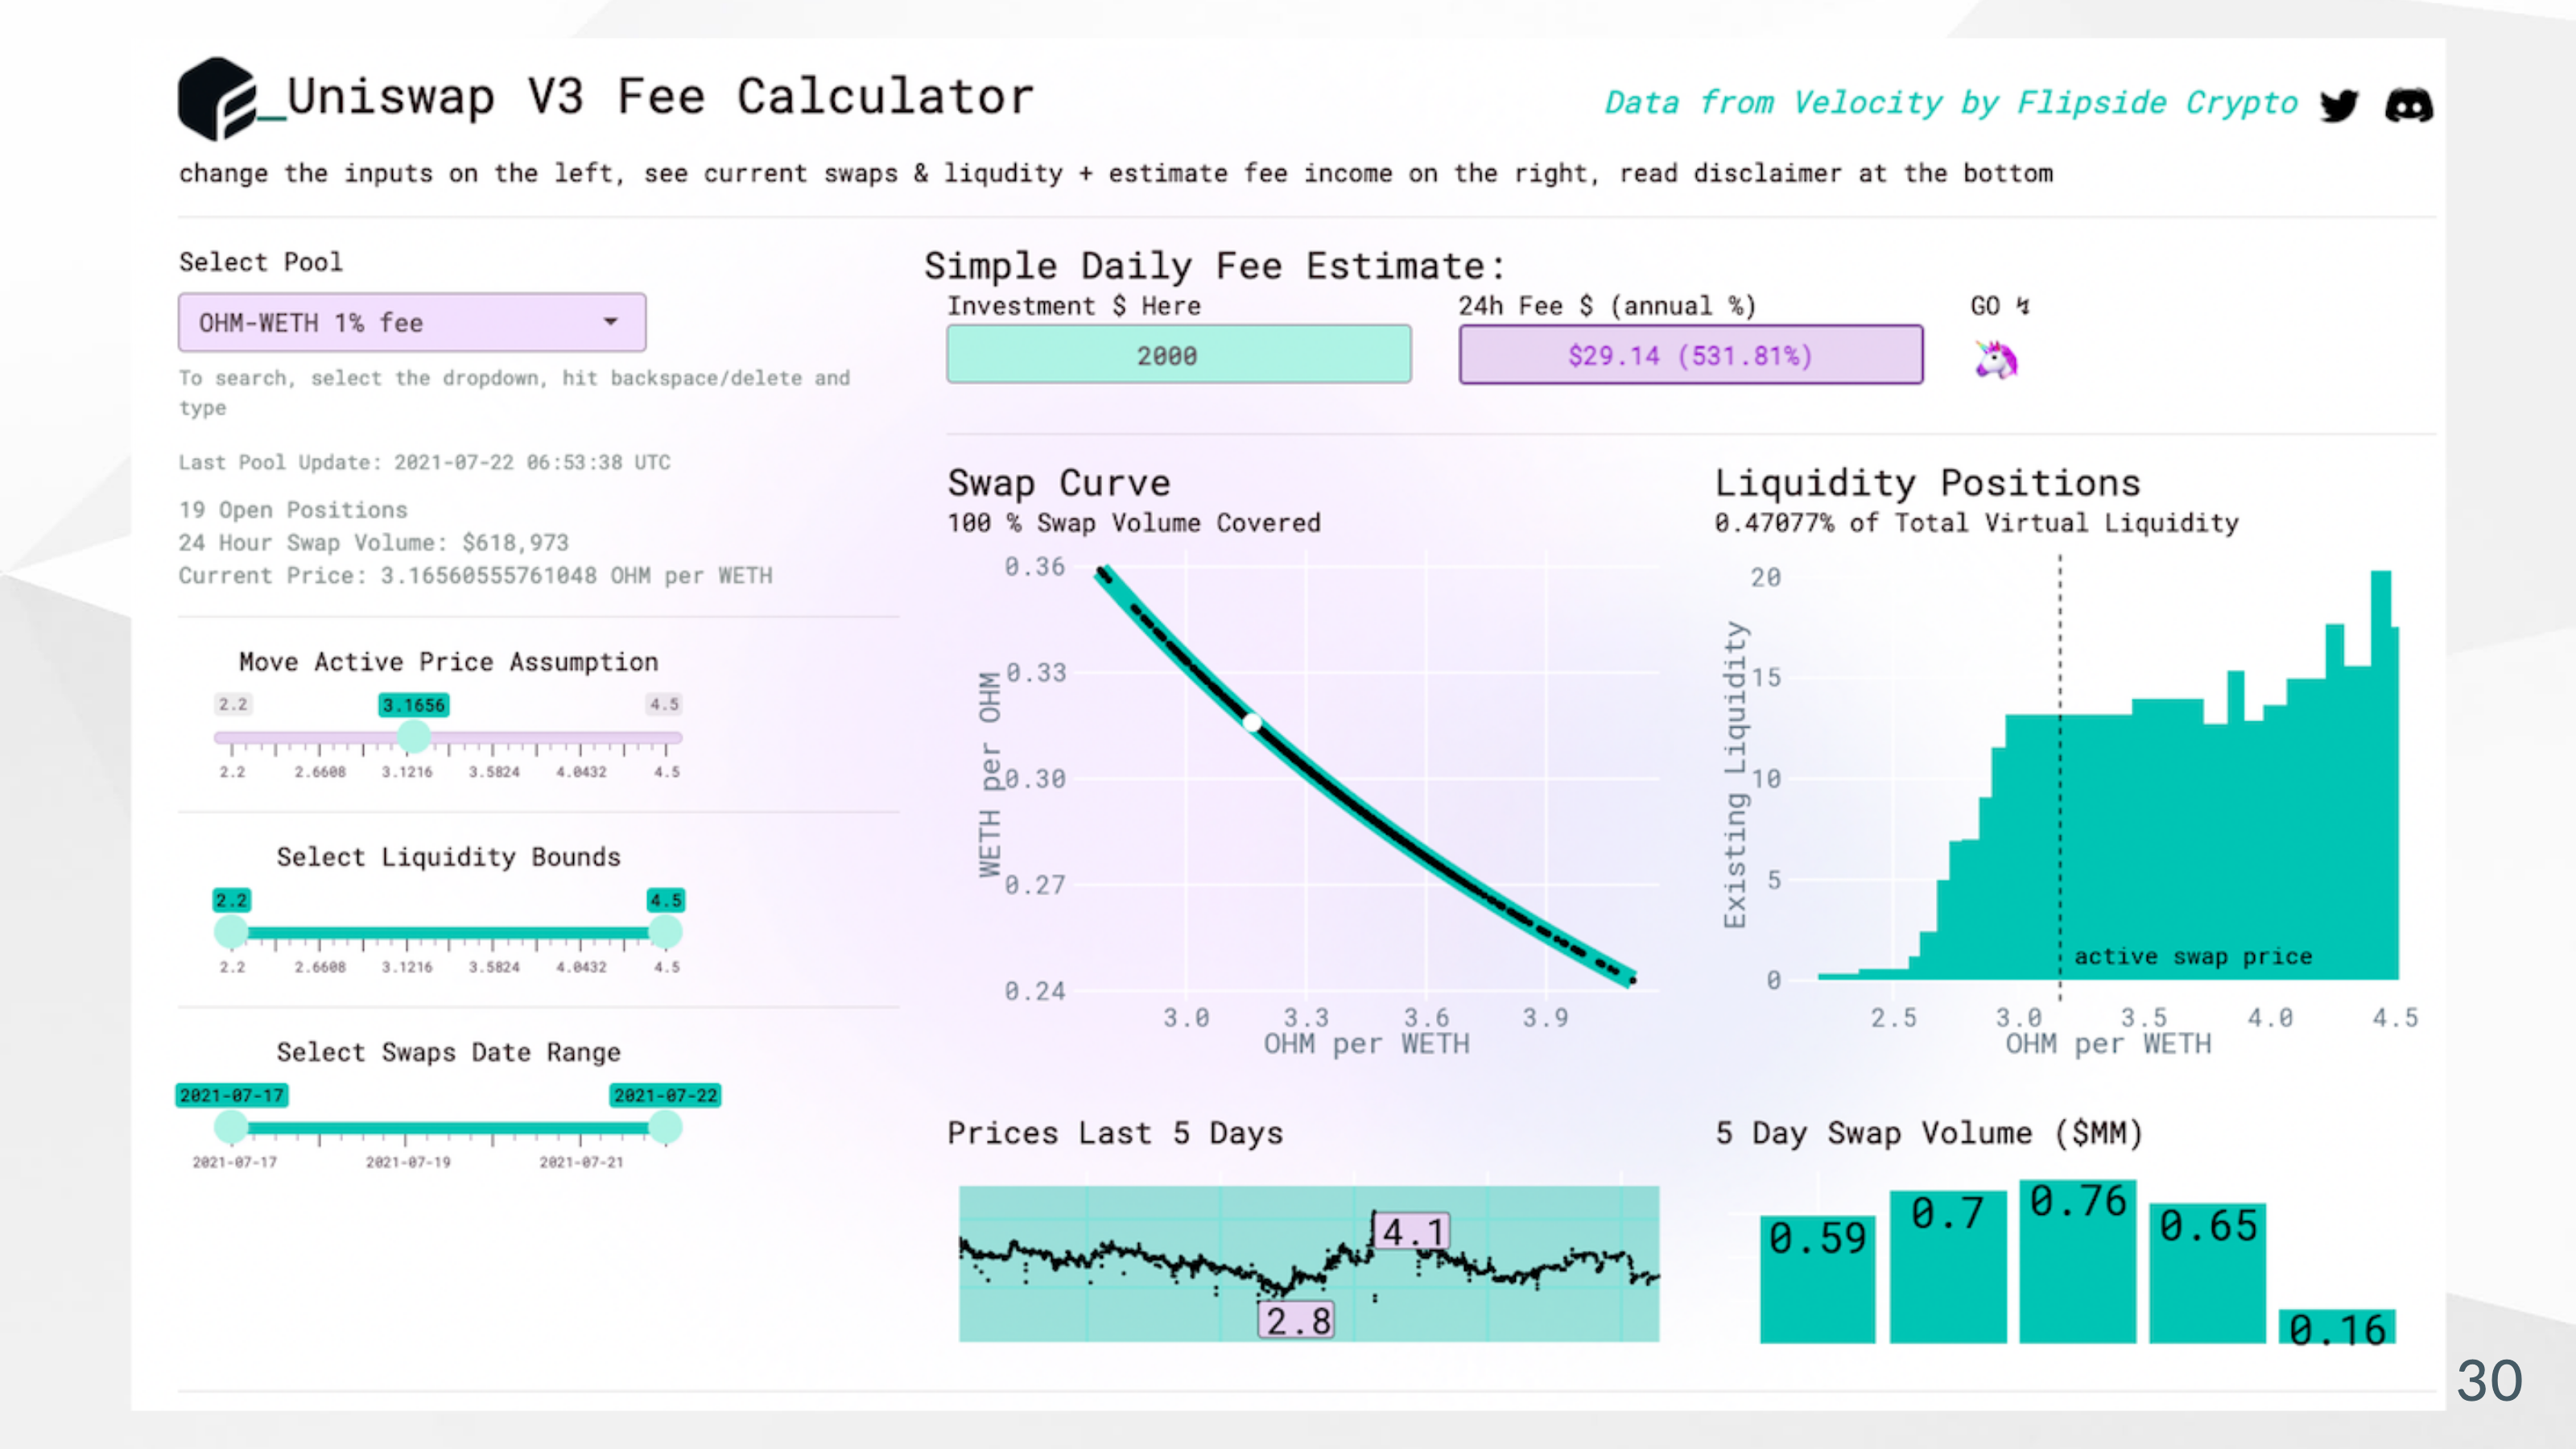 _Uniswap V3 Fee Calculator
Data from Velocity by Flipside Crypto
change the inputs on the left, see current swaps & liqudity + estimate fee income on the right, read disclaimer at the bottom
Select Pool
OHM-WETH 1% fee
To search, select the dropdown, hit backspace/delete and
type
Last Pool Update: 2021-07-22 06:53:38 UTC
19 Open Positions
24 Hour Swap Volume: $618,973
Current Price: 3.16560555761048 OHM per WETH
Move Active Price Assumption
2.2 3.1656 4.5
2.2 2.6608 3.1216 3.5824 4.0432 4.5
Select Liquidity Bounds
2.2 4.5
2.2 2.6608 3.1216 3.5824 4.0432 4.5
Select Swaps Date Range
2021-07-17 2021-07-22
2021-07-17 2021-07-19 2021-07-21
Simple Daily Fee Estimate:
Investment $ Here
2000
24h Fee $ (annual %)
$29.14 (531.81%)
GO ↯
Swap Curve
100 % Swap Volume Covered
WETH per OHM
0.36
0.33
0.30
0.27
0.24
3.0 3.3 3.6 3.9
OHM per WETH
Liquidity Positions
0.47077% of Total Virtual Liquidity
Existing Liquidity
20
15
10
5
0
active swap price
2.5 3.0 3.5 4.0 4.5
OHM per WETH
Prices Last 5 Days
4.1
2.8
5 Day Swap Volume ($MM)
0.59 0.7 0.76 0.65 0.16
30